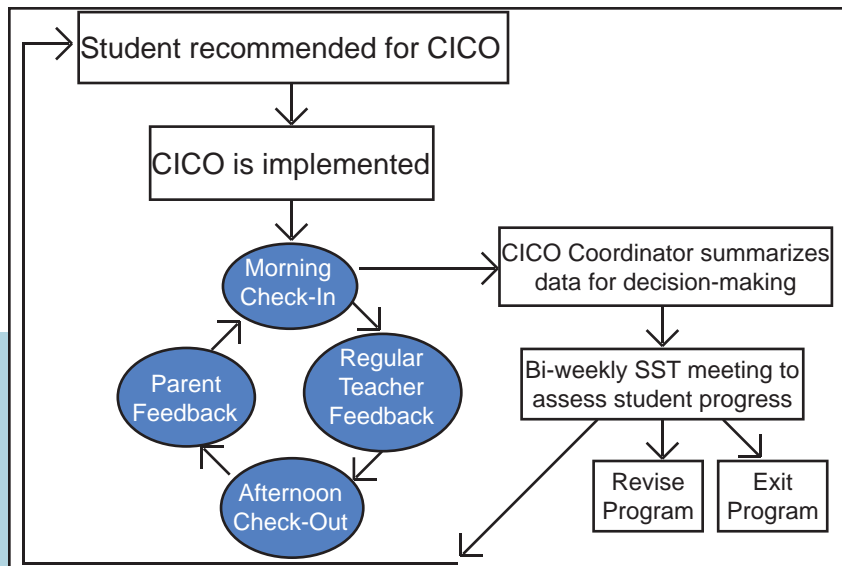 Student recommended for CICO
CICO is implemented
Morning
Check-In
Regular
Teacher
Feedback
Afternoon
Check-Out
Parent
Feedback
CICO Coordinator summarizes
data for decision-making
Bi-weekly SST meeting to
assess student progress
Revise
Program
Exit
Program